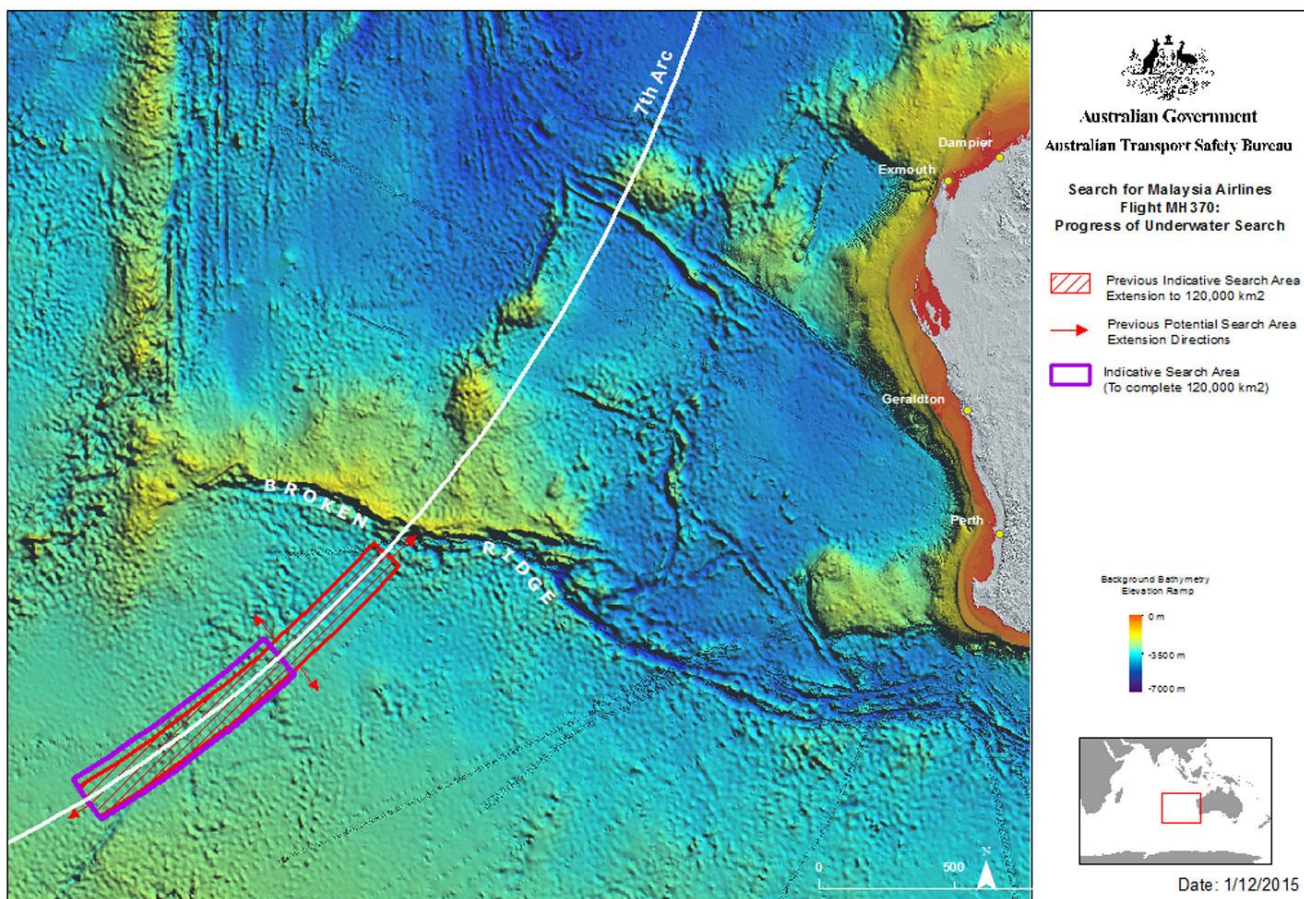 7th Arc
Dampier
Exmouth
Geraldton
Perth
BROKEN
RIDGE
0
500
N
Australian Government
Australian Transport Safety Bureau
Search for Malaysia Airlines
Flight MH370:
Progress of Underwater Search
Previous Indicative Search Area
Extension to 120,000 km2
Previous Potential Search Area
Extension Directions
Indicative Search Area
(To complete 120,000 km2)
Background Bathymetry
Elevation Ramp
0 m
-3500 m
-7000 m
Date: 1/12/2015